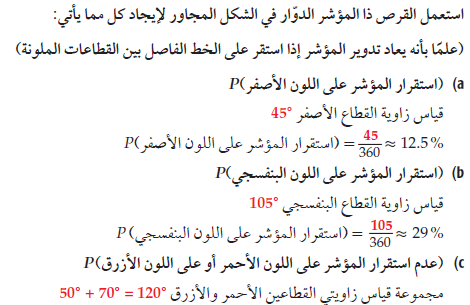 استعمل القرص ذا المؤشر الدوّار في الشكل المجاور لإيجاد كل مما يأتي:
(علمًا بأنه يعاد تدوير المؤشر إذا استقر على الخط الفاصل بين القطاعات الملونة)
a) P(استقرار المؤشر على اللون الأصفر)
قياس زاوية القطاع الأصفر 45°
P(استقرار المؤشر على اللون الأصفر) = 45/360 ≈ 12.5%
b) P(استقرار المؤشر على اللون البنفسجي)
قياس زاوية القطاع البنفسجي 105°
P(استقرار المؤشر على اللون البنفسجي) = 105/360 ≈ 29%
c) P(عدم استقرار المؤشر على اللون الأحمر أو على اللون الأزرق)
مجموعة قياس زاويتي القطاعين الأحمر والأزرق 50° + 70° = 120°